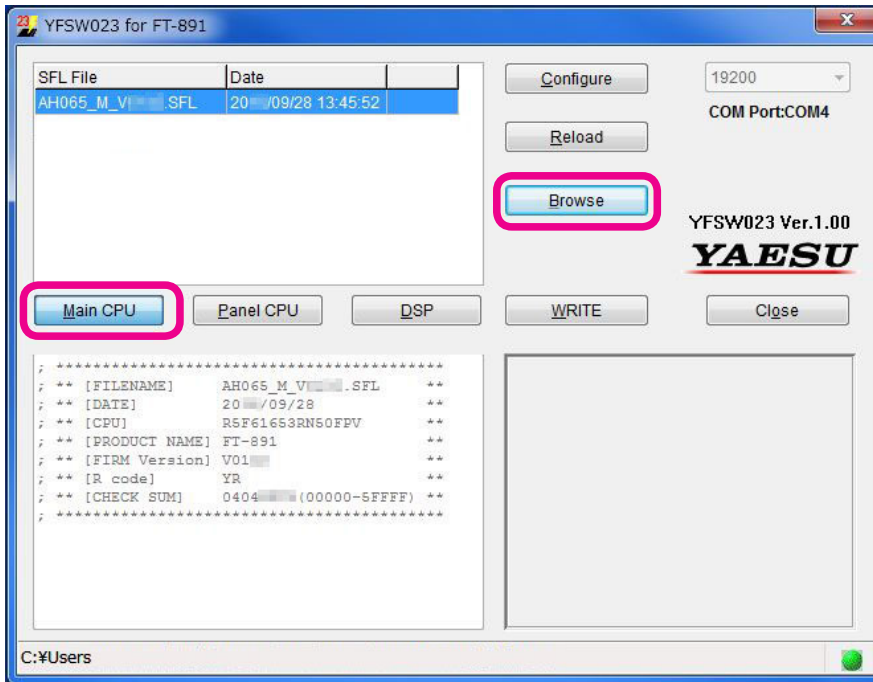 YFSW023 for FT-891
SFL File Date
AH065_M_V .SFL 20 /09/28 13:45:52
Configure
19200
COM Port:COM4
Reload
Browse
YFSW023 Ver.1.00
YAESU
Main CPU Panel CPU DSP WRITE Close
; ******************************************
; ** [FILENAME] AH065_M_V .SFL **
; ** [DATE] 20 /09/28 **
; ** [CPU] R5F61653RN50FPV **
; ** [PRODUCT NAME] FT-891 **
; ** [FIRM Version] V01 **
; ** [R code] YR **
; ** [CHECK SUM] 0404 (00000-5FFFF) **
; ******************************************
C:¥Users